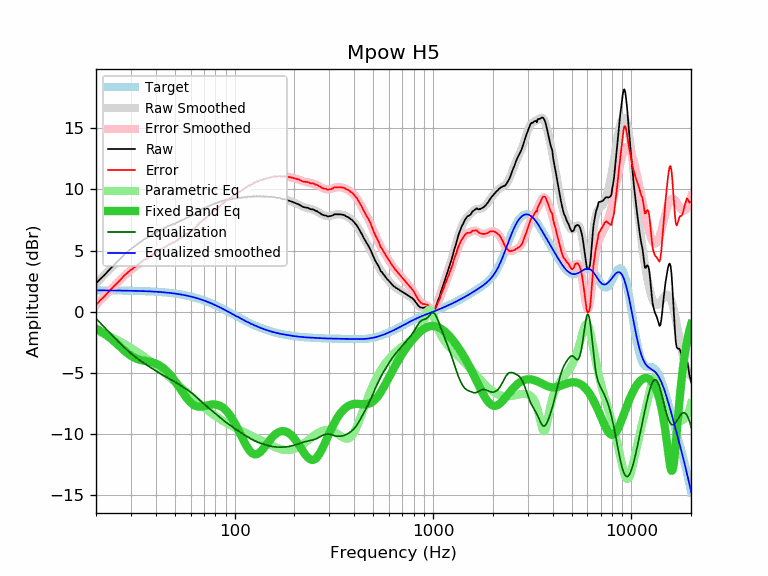 Mpow H5
Target
Raw Smoothed
Error Smoothed
Raw
Error
Parametric Eq
Fixed Band Eq
Equalization
Equalized smoothed
Amplitude (dBr)
15
10
5
0
−5
−10
−15
100
1000
10000
Frequency (Hz)